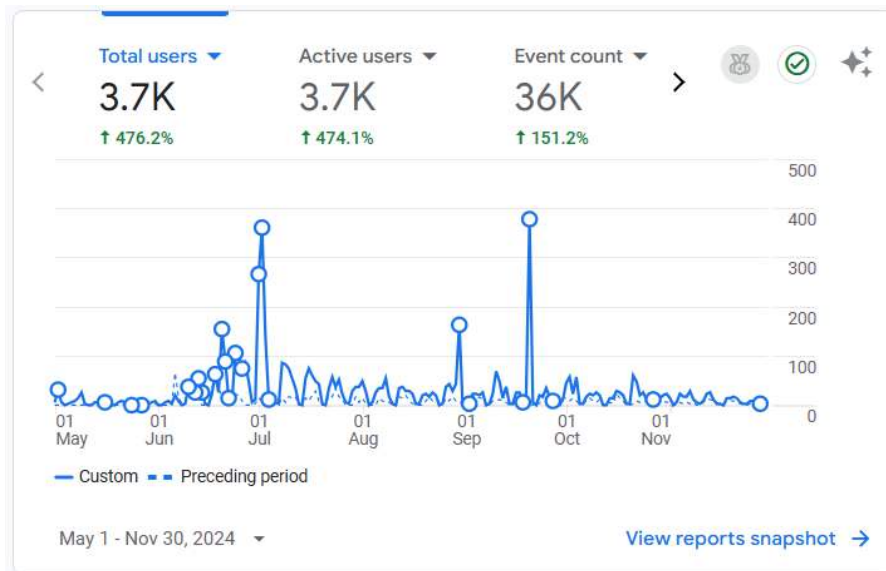 Total users Active users Event count
3.7K 3.7K 36K
↑ 476.2% ↑ 474.1% ↑ 151.2%
500
400
300
200
100
0
01 01 01 01 01 01 01
May Jun Jul Aug Sep Oct Nov
Custom Preceding period
May 1 - Nov 30, 2024 View reports snapshot →